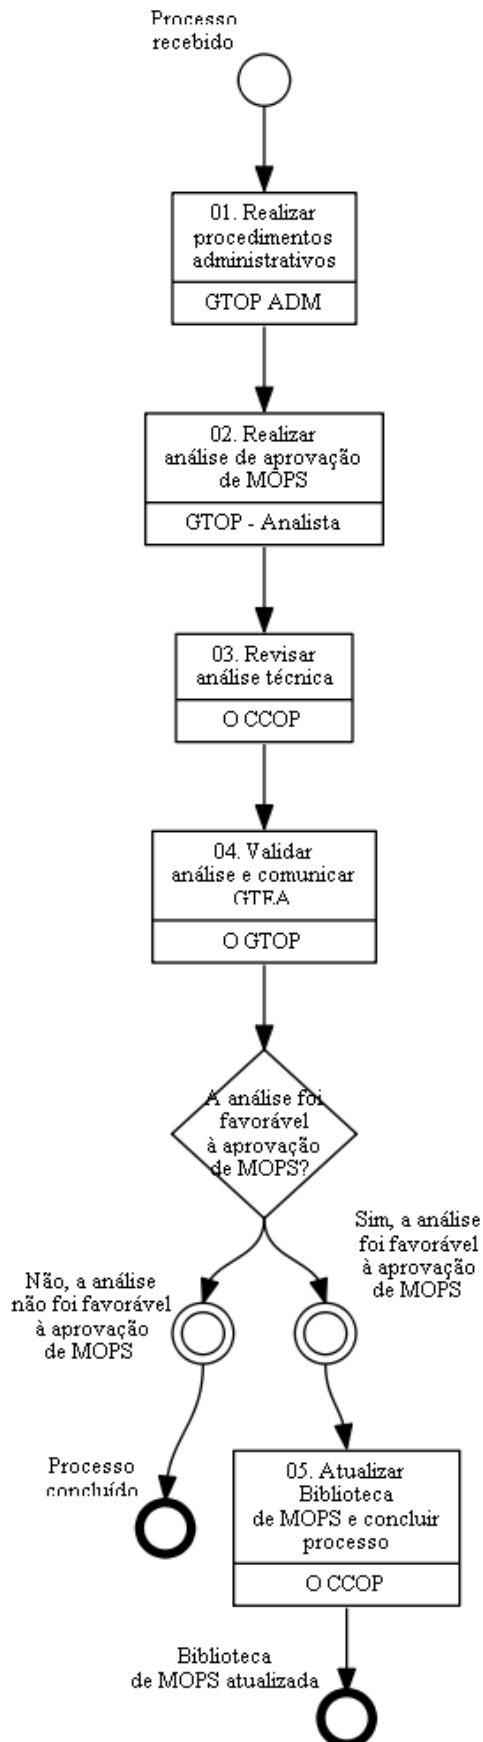 Processo
recebido
01. Realizar
procedimentos
administrativos
GTOP ADM
02. Realizar
análise de aprovação
de MOPS
GTOP - Analista
03. Revisar
análise técnica
O CCOP
04. Validar
análise e comunicar
GTEA
O GTOP
A análise foi
favorável
à aprovação
de MOPS?
Sim, a análise
foi favorável
à aprovação
de MOPS
Não, a análise
não foi favorável
à aprovação
de MOPS
Processo
concluído
05. Atualizar
Biblioteca
de MOPS e concluir
processo
O CCOP
Biblioteca
de MOPS atualizada